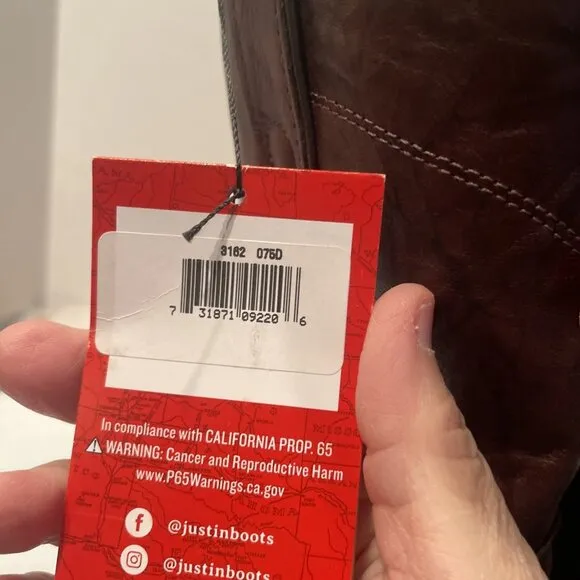 3162 075D
7 31871 09220 6
In compliance with CALIFORNIA PROP. 65
WARNING: Cancer and Reproductive Harm
www.P65Warnings.ca.gov
@justinboots
@justinboots